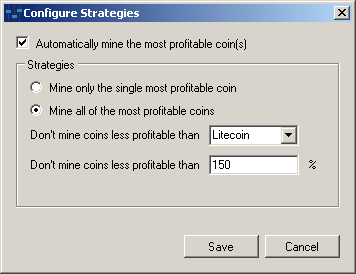 Configure Strategies
Automatically mine the most profitable coin(s)
Strategies
Mine only the single most profitable coin
Mine all of the most profitable coins
Don't mine coins less profitable than Litecoin
Don't mine coins less profitable than 150 %
Save Cancel